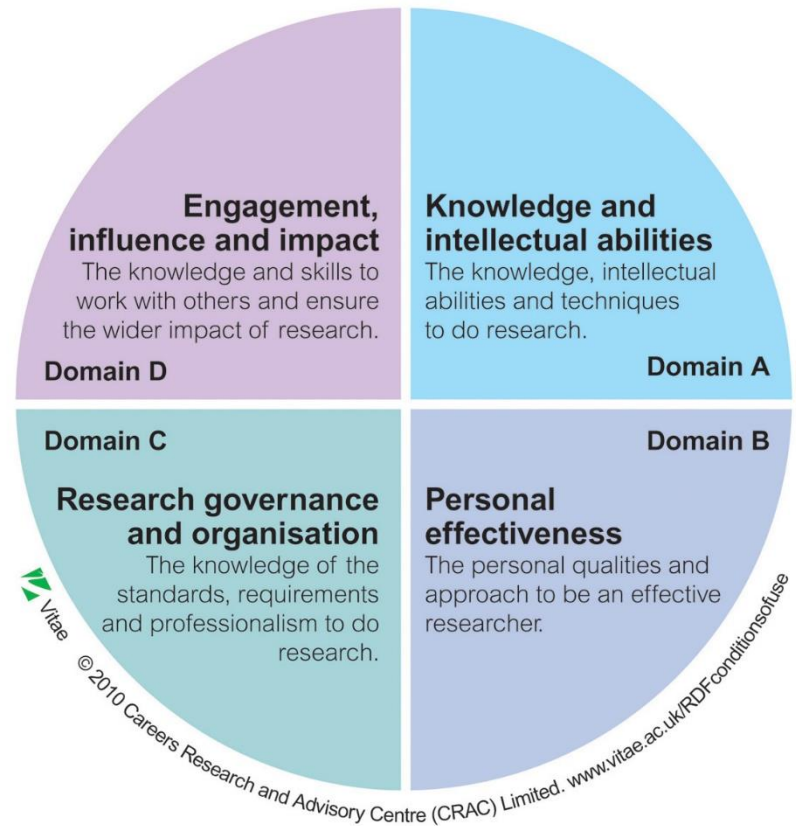 Engagement,
influence and impact
The knowledge and skills to
work with others and ensure
the wider impact of research.
Domain D
Knowledge and
intellectual abilities
The knowledge, intellectual
abilities and techniques
to do research.
Domain A
Domain C
Research governance
and organisation
The knowledge of the
standards, requirements
and professionalism to do
research.
Domain B
Personal
effectiveness
The personal qualities and
approach to be an effective
researcher.
Vitae © 2010 Careers Research and Advisory Centre (CRAC) Limited. www.vitae.ac.uk/RDFconditionsofuse